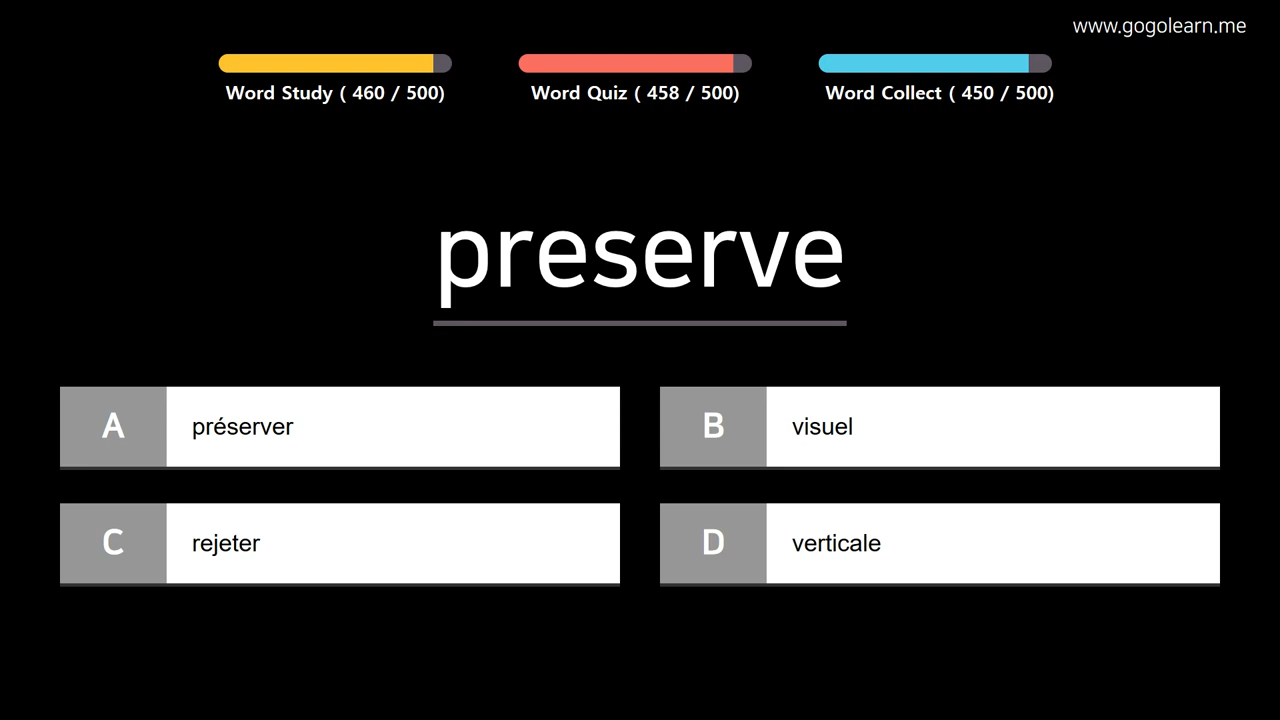 www.gogolearn.me
Word Study ( 460 / 500)
Word Quiz ( 458 / 500)
Word Collect ( 450 / 500)
preserve
A préserver
B visuel
C rejeter
D verticale